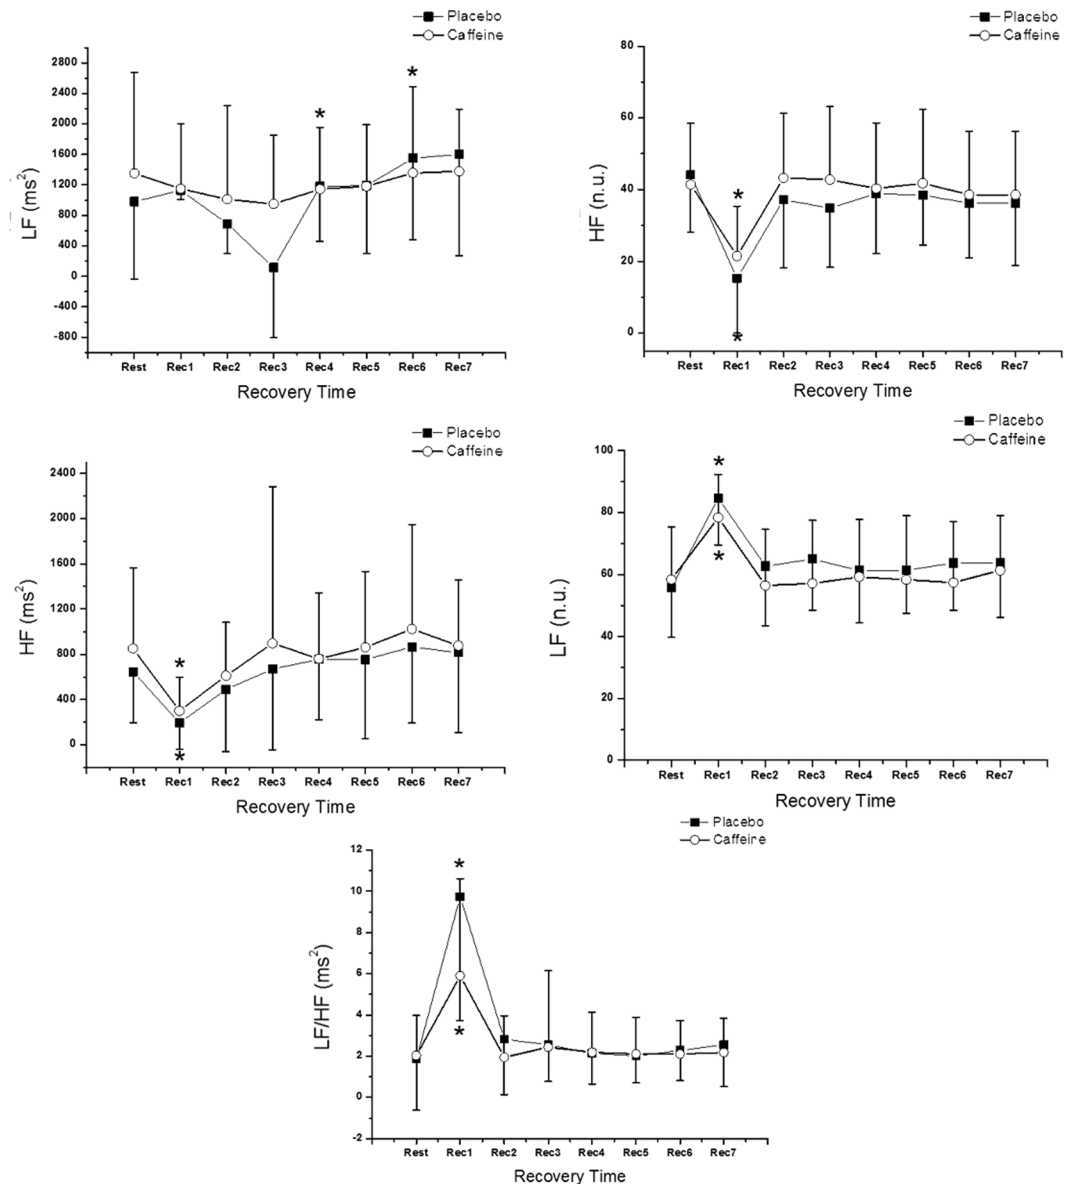 Placebo
Caffeine
2800
2400
2000
1600
1200
800
400
0
-400
-800
LF (ms²)
*
*
Rest Rec1 Rec2 Rec3 Rec4 Rec5 Rec6 Rec7
Recovery Time
Placebo
Caffeine
80
60
40
20
0
HF (n.u.)
*
*
Rest Rec1 Rec2 Rec3 Rec4 Rec5 Rec6 Rec7
Recovery Time
Placebo
Caffeine
2400
2000
1600
1200
800
400
0
HF (ms²)
*
*
Rest Rec1 Rec2 Rec3 Rec4 Rec5 Rec6 Rec7
Recovery Time
Placebo
Caffeine
100
80
60
40
20
0
LF (n.u.)
*
*
Rest Rec1 Rec2 Rec3 Rec4 Rec5 Rec6 Rec7
Recovery Time
Placebo
Caffeine
12
10
8
6
4
2
0
-2
LF/HF (ms²)
*
*
Rest Rec1 Rec2 Rec3 Rec4 Rec5 Rec6 Rec7
Recovery Time